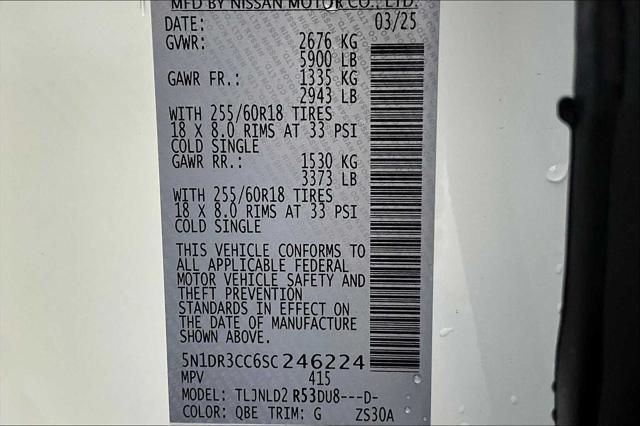 MFD BY NISSAN MOTOR CO., LTD.
DATE: 03/25
GVWR: 2676 KG
5900 LB
GAWR FR.: 1335 KG
2943 LB
WITH 255/60R18 TIRES
18 X 8.0 RIMS AT 33 PSI
COLD SINGLE
GAWR RR.: 1530 KG
3373 LB
WITH 255/60R18 TIRES
18 X 8.0 RIMS AT 33 PSI
COLD SINGLE
THIS VEHICLE CONFORMS TO
ALL APPLICABLE FEDERAL
MOTOR VEHICLE SAFETY AND
THEFT PREVENTION
STANDARDS IN EFFECT ON
THE DATE OF MANUFACTURE
SHOWN ABOVE.
5N1DR3CC6SC246224
MPV 415
MODEL: TLJNLD2 R53DU8---D-
COLOR: QBE TRIM: G ZS30A